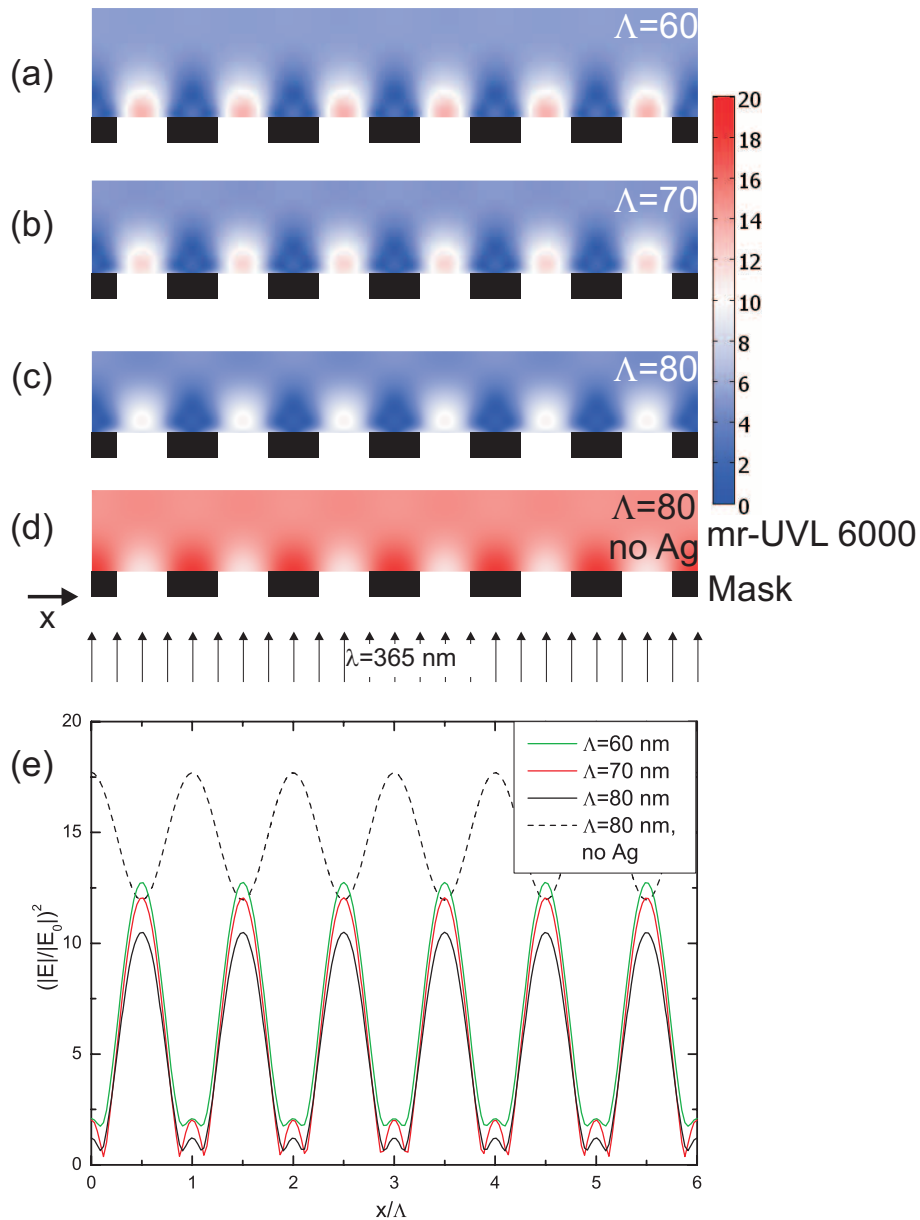 (a)
Λ=60
(b)
Λ=70
(c)
Λ=80
(d)
Λ=80
no Ag
20
18
16
14
12
10
8
6
4
2
0
mr-UVL 6000
Mask
x
λ=365 nm
(e)
20
15
10
5
0
(|E|/|E₀|)²
Λ=60 nm
Λ=70 nm
Λ=80 nm
Λ=80 nm,
no Ag
0 1 2 3 4 5 6
x/Λ